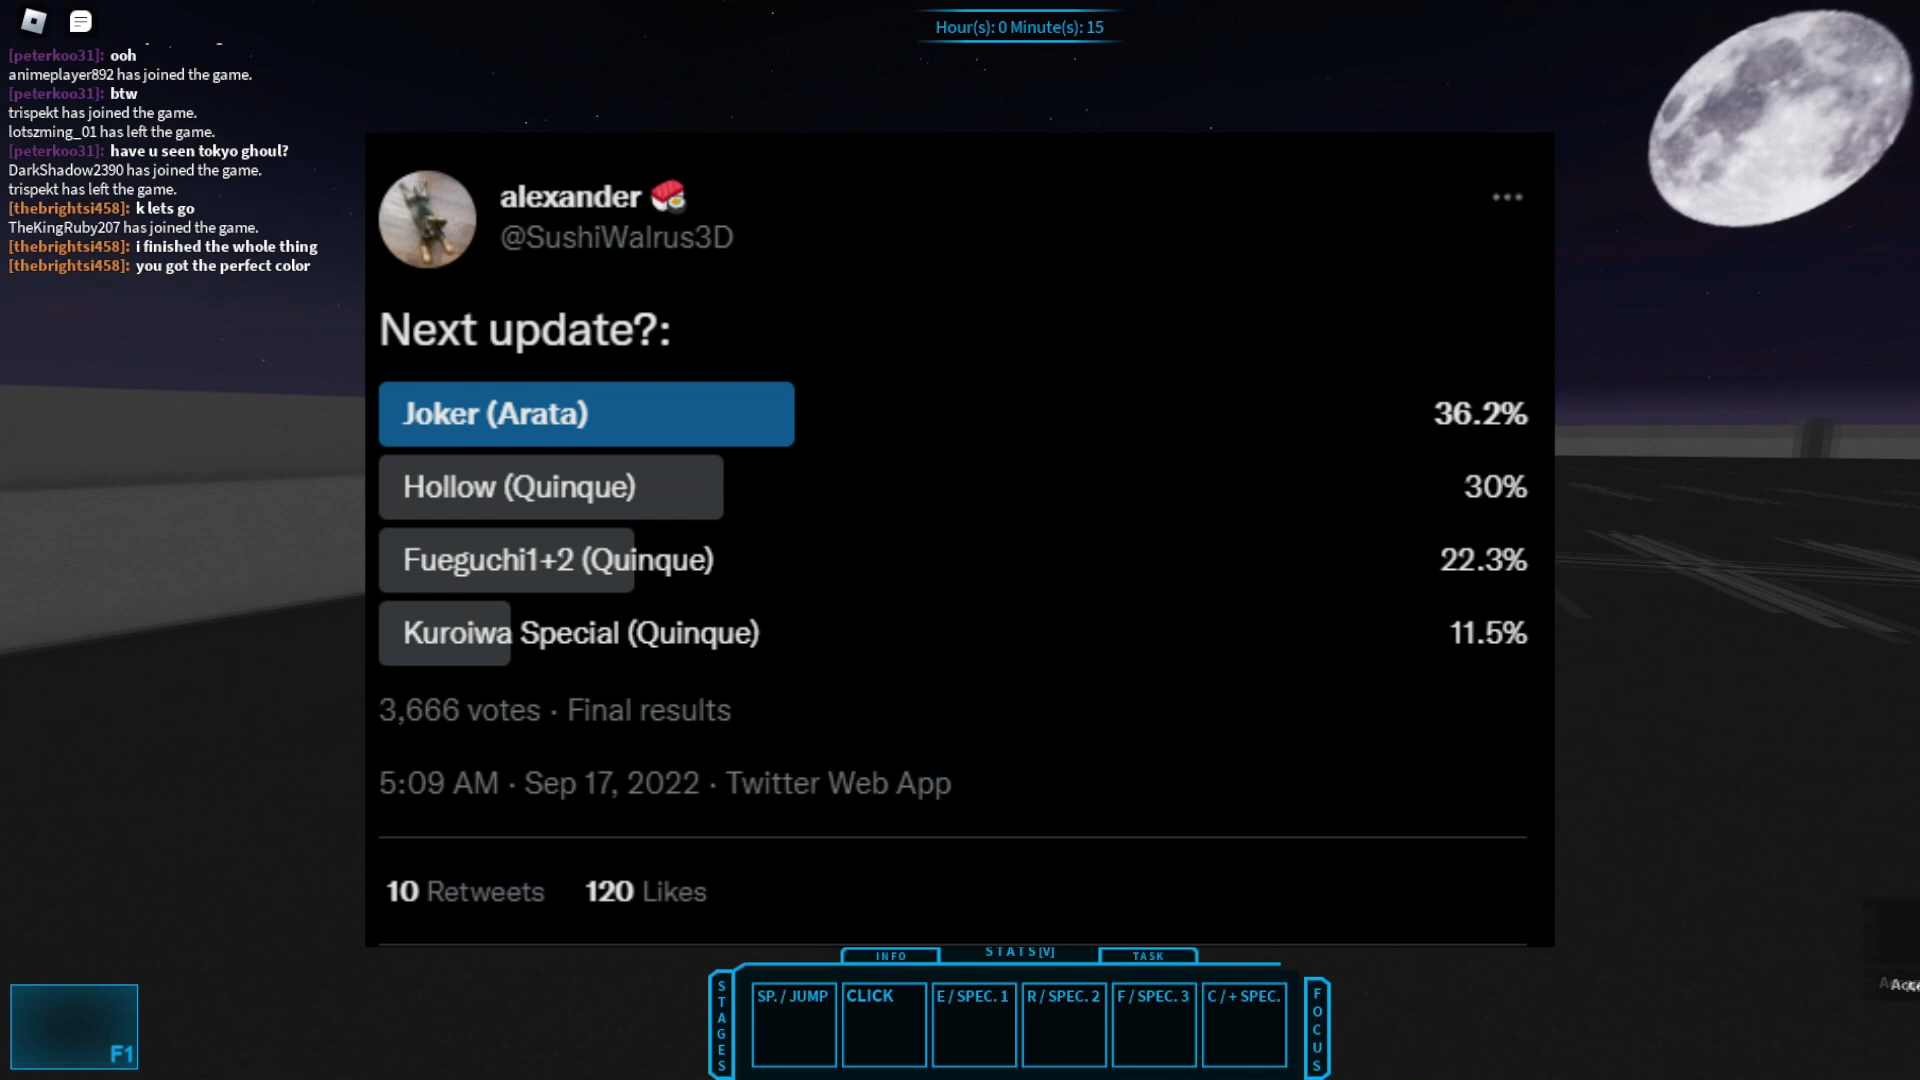 Hour(s): 0 Minute(s): 15
[peterkoo31]: ooh
animeplayer892 has joined the game.
[peterkoo31]: btw
trispekt has joined the game.
lotszming_01 has left the game.
[peterkoo31]: have u seen tokyo ghoul?
DarkShadow2390 has joined the game.
trispekt has left the game.
[thebrightsi458]: k lets go
TheKingRuby207 has joined the game.
[thebrightsi458]: i finished the whole thing
[thebrightsi458]: you got the perfect color
alexander
@SushiWalrus3D
Next update?:
Joker (Arata) 36.2%
Hollow (Quinque) 30%
Fueguchi1+2 (Quinque) 22.3%
Kuroiwa Special (Quinque) 11.5%
3,666 votes · Final results
5:09 AM · Sep 17, 2022 · Twitter Web App
10 Retweets 120 Likes
INFO STATS[V] TASK
STAGES
SP. / JUMP CLICK E / SPEC. 1 R / SPEC. 2 F / SPEC. 3 C / + SPEC.
FOCUS
F1